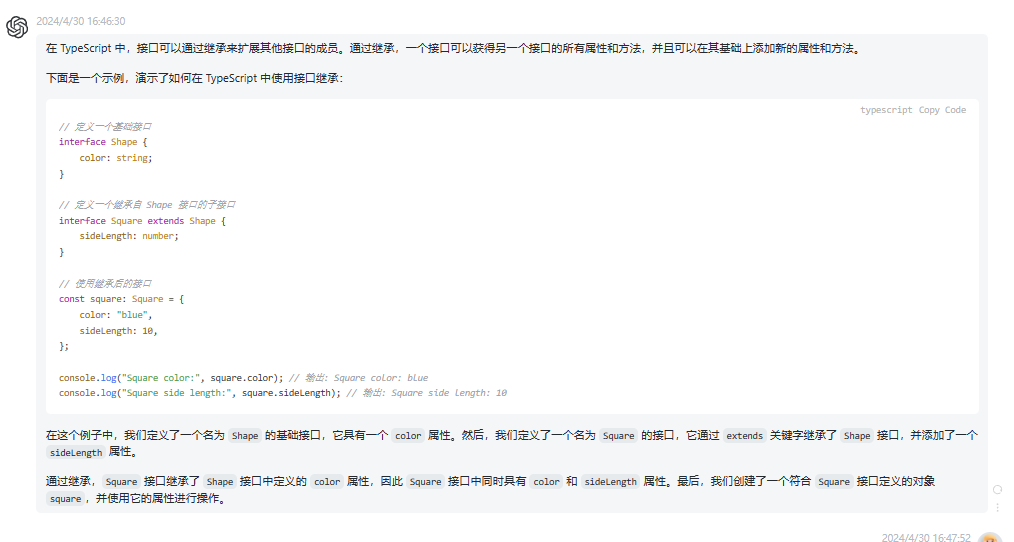 2024/4/30 16:46:30
在 TypeScript 中，接口可以通过继承来扩展其他接口的成员。通过继承，一个接口可以获得另一个接口的所有属性和方法，并且可以在其基础上添加新的属性和方法。
下面是一个示例，演示了如何在 TypeScript 中使用接口继承：
typescript Copy Code
// 定义一个基础接口
interface Shape {
    color: string;
}
// 定义一个继承自 Shape 接口的子接口
interface Square extends Shape {
    sideLength: number;
}
// 使用继承后的接口
const square: Square = {
    color: "blue",
    sideLength: 10,
};
console.log("Square color:", square.color); // 输出: Square color: blue
console.log("Square side length:", square.sideLength); // 输出: Square side length: 10
在这个例子中，我们定义了一个名为 Shape 的基础接口，它具有一个 color 属性。然后，我们定义了一个名为 Square 的接口，它通过 extends 关键字继承了 Shape 接口，并添加了一个
sideLength 属性。
通过继承，Square 接口继承了 Shape 接口中定义的 color 属性，因此 Square 接口中同时具有 color 和 sideLength 属性。最后，我们创建了一个符合 Square 接口定义的对象
square ，并使用它的属性进行操作。
2024/4/30 16:47:52